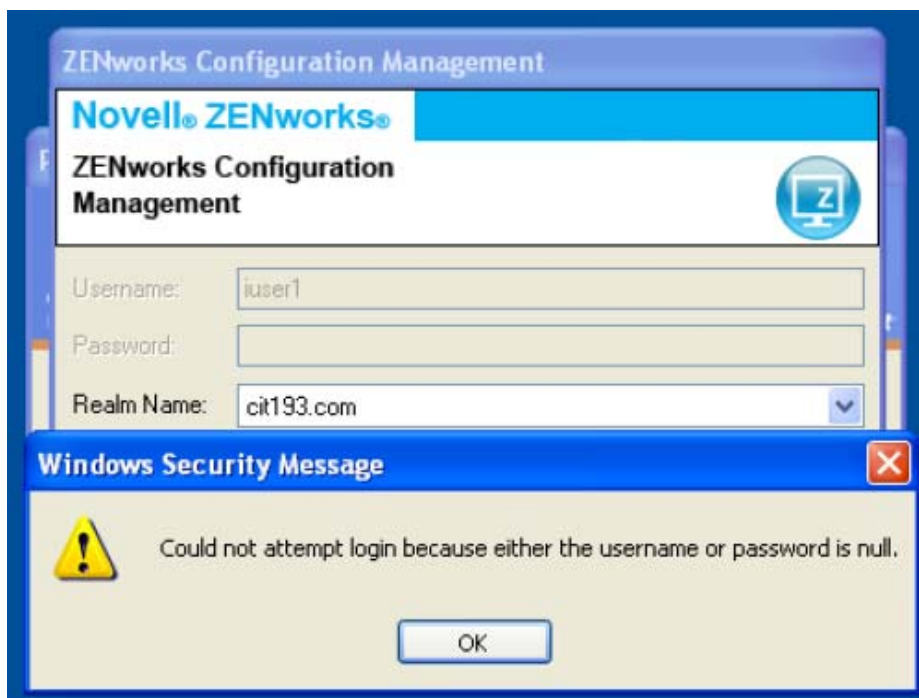 ZENworks Configuration Management
Novell® ZENworks®
ZENworks Configuration
Management
Z
Username: iuser1
Password:
Realm Name: cit193.com
Windows Security Message
Could not attempt login because either the username or password is null.
OK